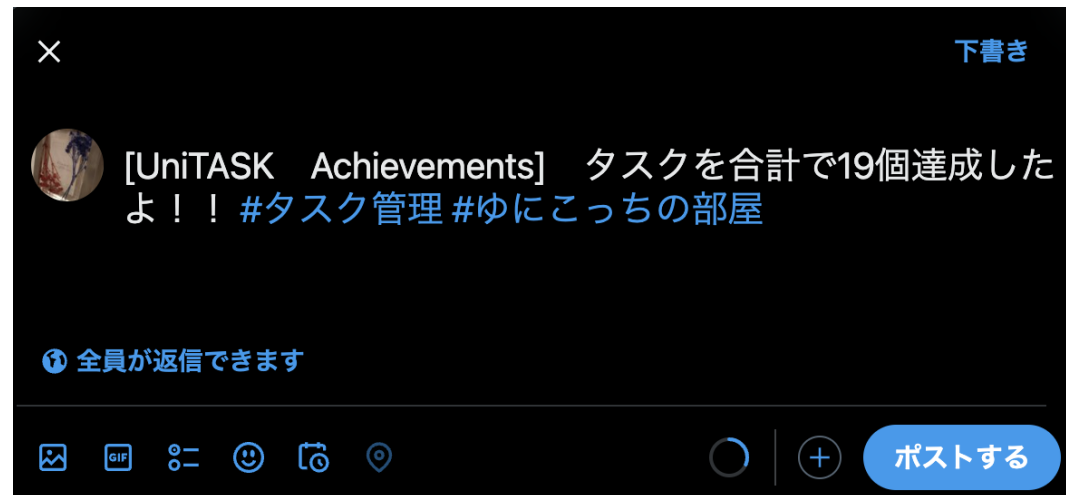 下書き
[UniTASK　Achievements]　タスクを合計で19個達成した
よ！！ #タスク管理 #ゆにこっちの部屋
全員が返信できます
GIF
ポストする